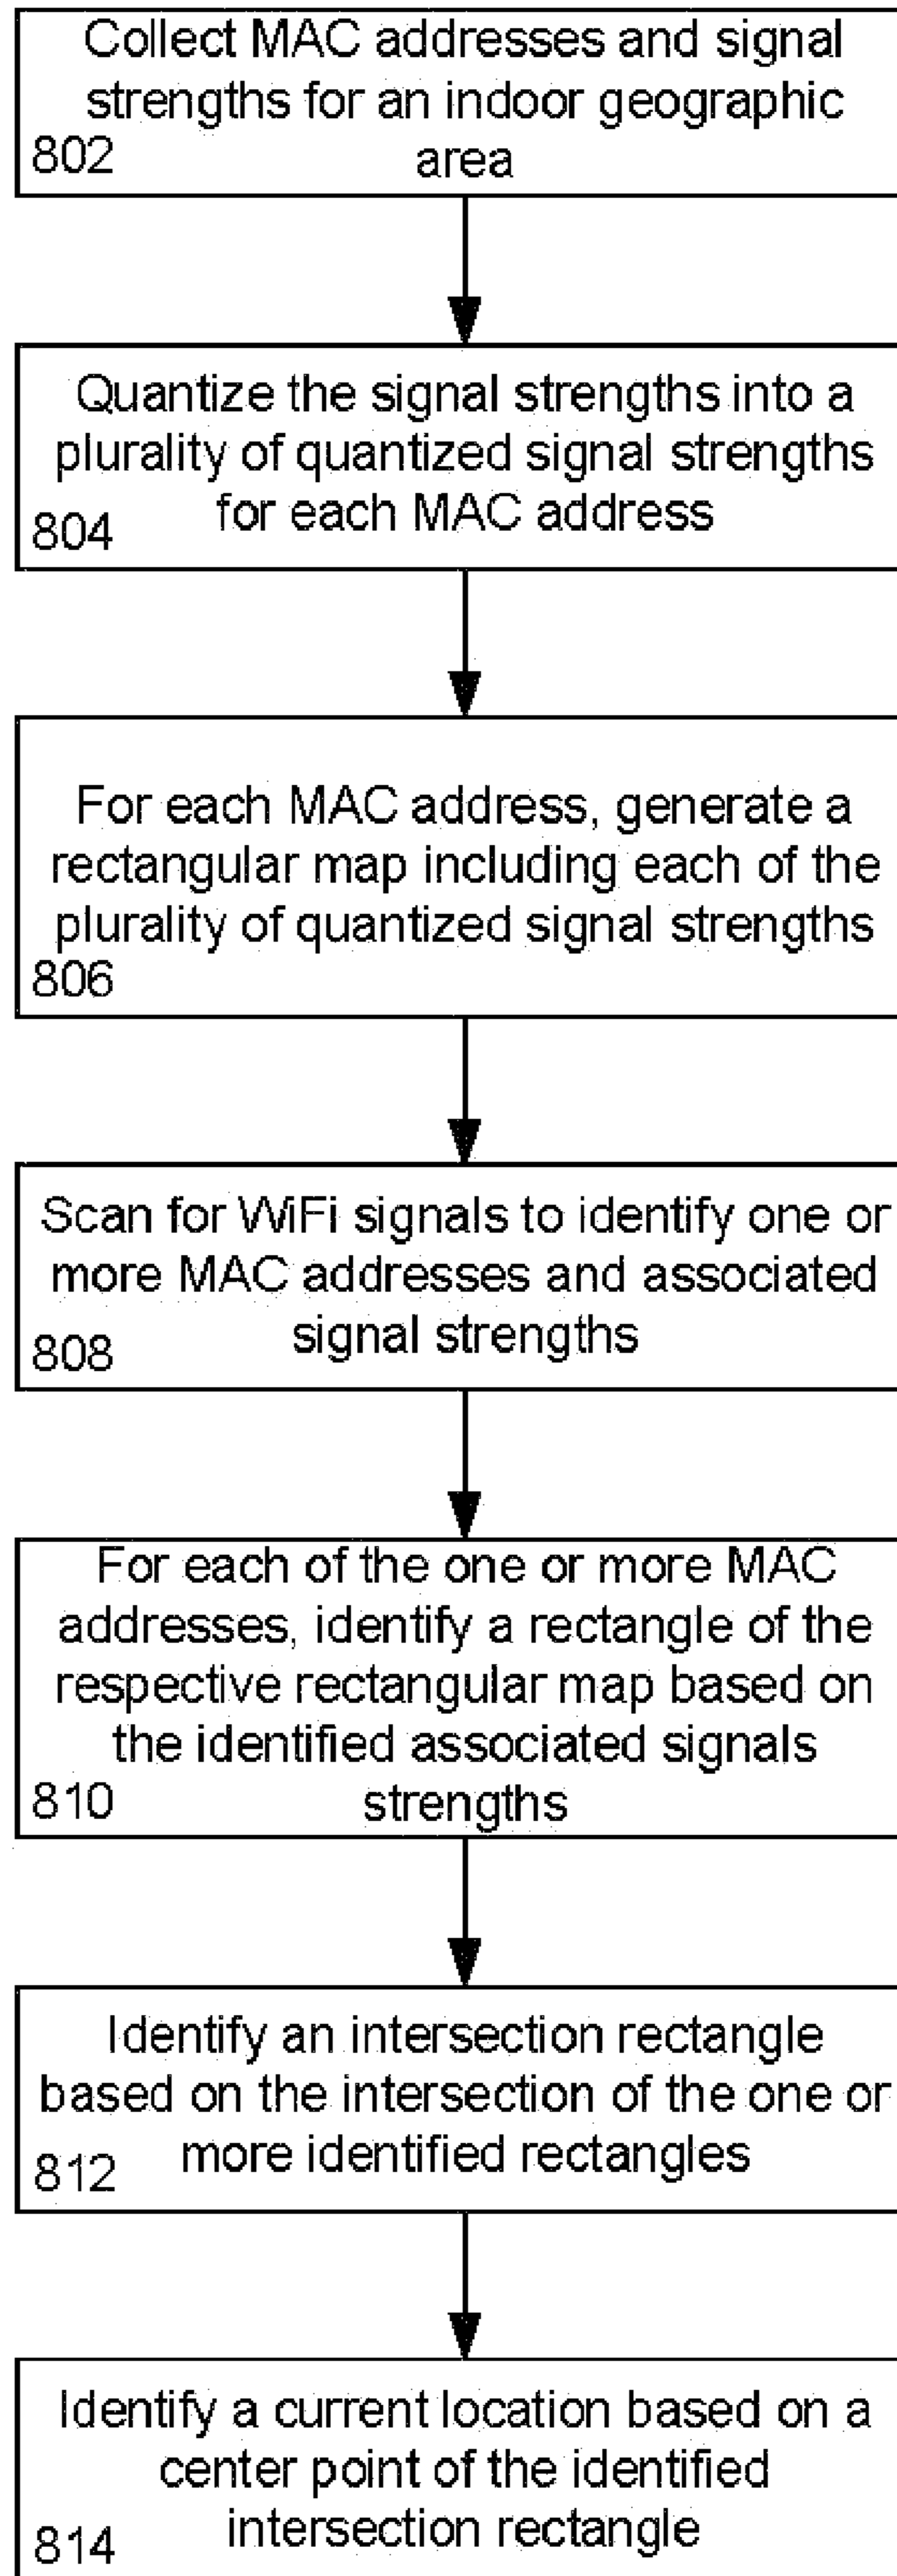 Collect MAC addresses and signal
strengths for an indoor geographic
area
802
Quantize the signal strengths into a
plurality of quantized signal strengths
for each MAC address
804
For each MAC address, generate a
rectangular map including each of the
plurality of quantized signal strengths
806
Scan for WiFi signals to identify one or
more MAC addresses and associated
signal strengths
808
For each of the one or more MAC
addresses, identify a rectangle of the
respective rectangular map based on
the identified associated signals
strengths
810
Identify an intersection rectangle
based on the intersection of the one or
more identified rectangles
812
Identify a current location based on a
center point of the identified
intersection rectangle
814